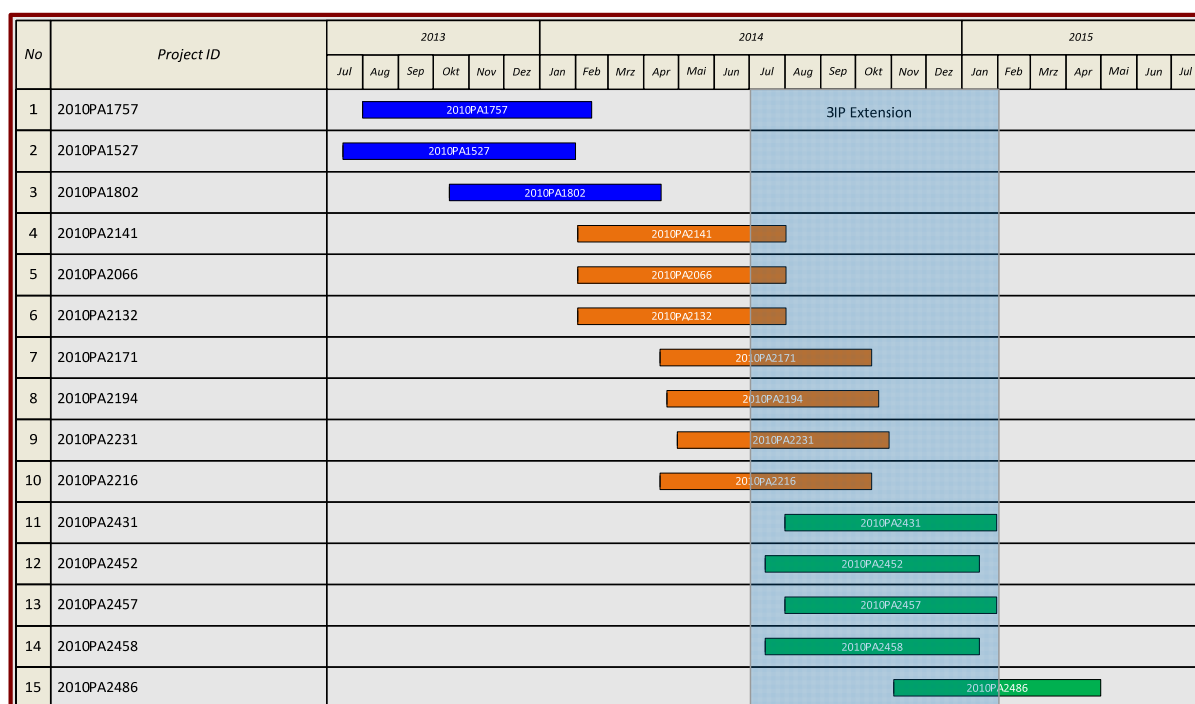 No Project ID 2013 2014 2015
Jul Aug Sep Okt Nov Dez Jan Feb Mrz Apr Mai Jun Jul Aug Sep Okt Nov Dez Jan Feb Mrz Apr Mai Jun Jul
1 2010PA1757 2010PA1757 3IP Extension
2 2010PA1527 2010PA1527
3 2010PA1802 2010PA1802
4 2010PA2141 2010PA2141
5 2010PA2066 2010PA2066
6 2010PA2132 2010PA2132
7 2010PA2171 2010PA2171
8 2010PA2194 2010PA2194
9 2010PA2231 2010PA2231
10 2010PA2216 2010PA2216
11 2010PA2431 2010PA2431
12 2010PA2452 2010PA2452
13 2010PA2457 2010PA2457
14 2010PA2458 2010PA2458
15 2010PA2486 2010PA2486